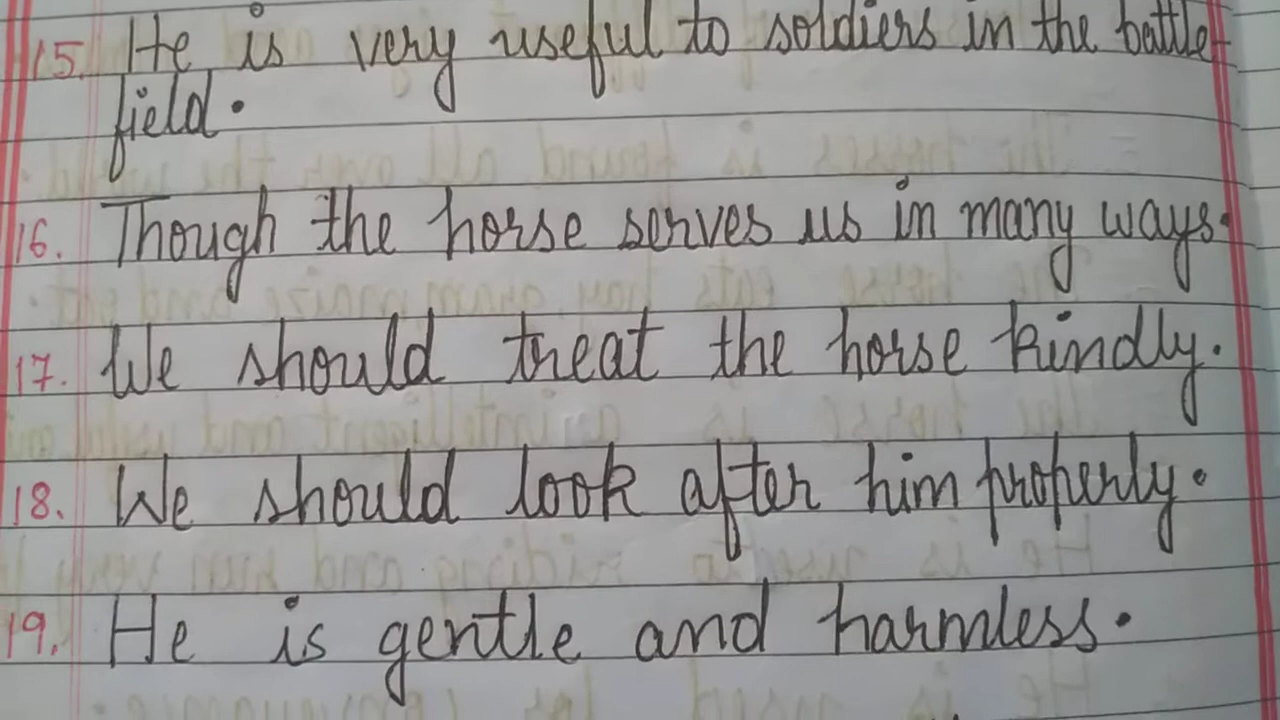 15. He is very useful to soldiers in the battle
field.
16. Though the horse serves us in many ways.
17. We should treat the horse kindly.
18. We should look after him properly.
19. He is gentle and harmless.